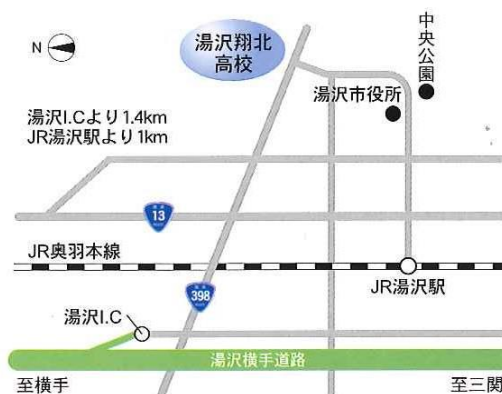 中央公園
N
湯沢翔北
高校
湯沢市役所
湯沢I.Cより1.4km
JR湯沢駅より1km
13
JR奥羽本線
JR湯沢駅
398
湯沢I.C
湯沢横手道路
至横手
至三関